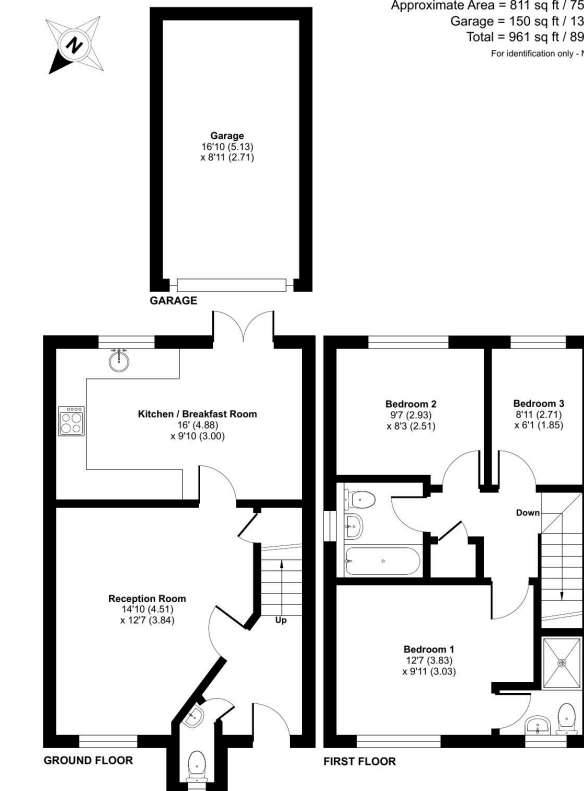 Approximate Area = 811 sq ft / 75
Garage = 150 sq ft / 13
Total = 961 sq ft / 89
For identification only - N
N
Garage
16'10 (5.13)
x 8'11 (2.71)
GARAGE
Kitchen / Breakfast Room
16' (4.88)
x 9'10 (3.00)
Reception Room
14'10 (4.51)
x 12'7 (3.84)
Up
GROUND FLOOR
Bedroom 2
9'7 (2.93)
x 8'3 (2.51)
Bedroom 3
8'11 (2.71)
x 6'1 (1.85)
Down
Bedroom 1
12'7 (3.83)
x 9'11 (3.03)
FIRST FLOOR